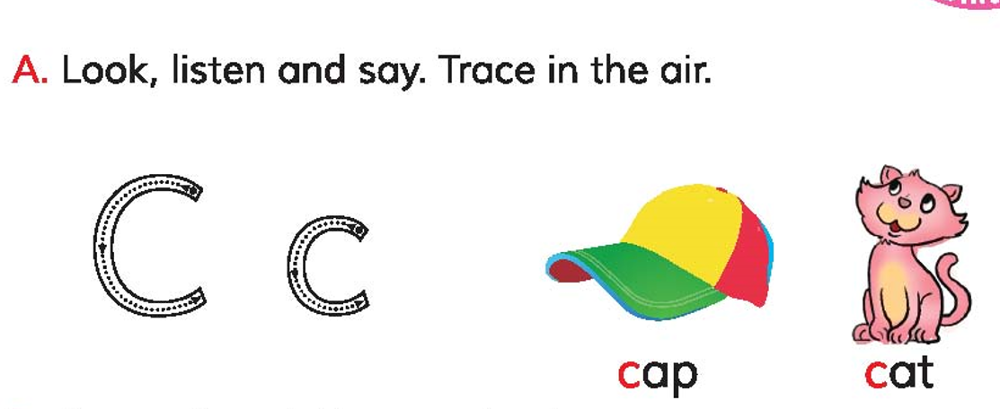 A. Look, listen and say. Trace in the air.
C c
cap cat